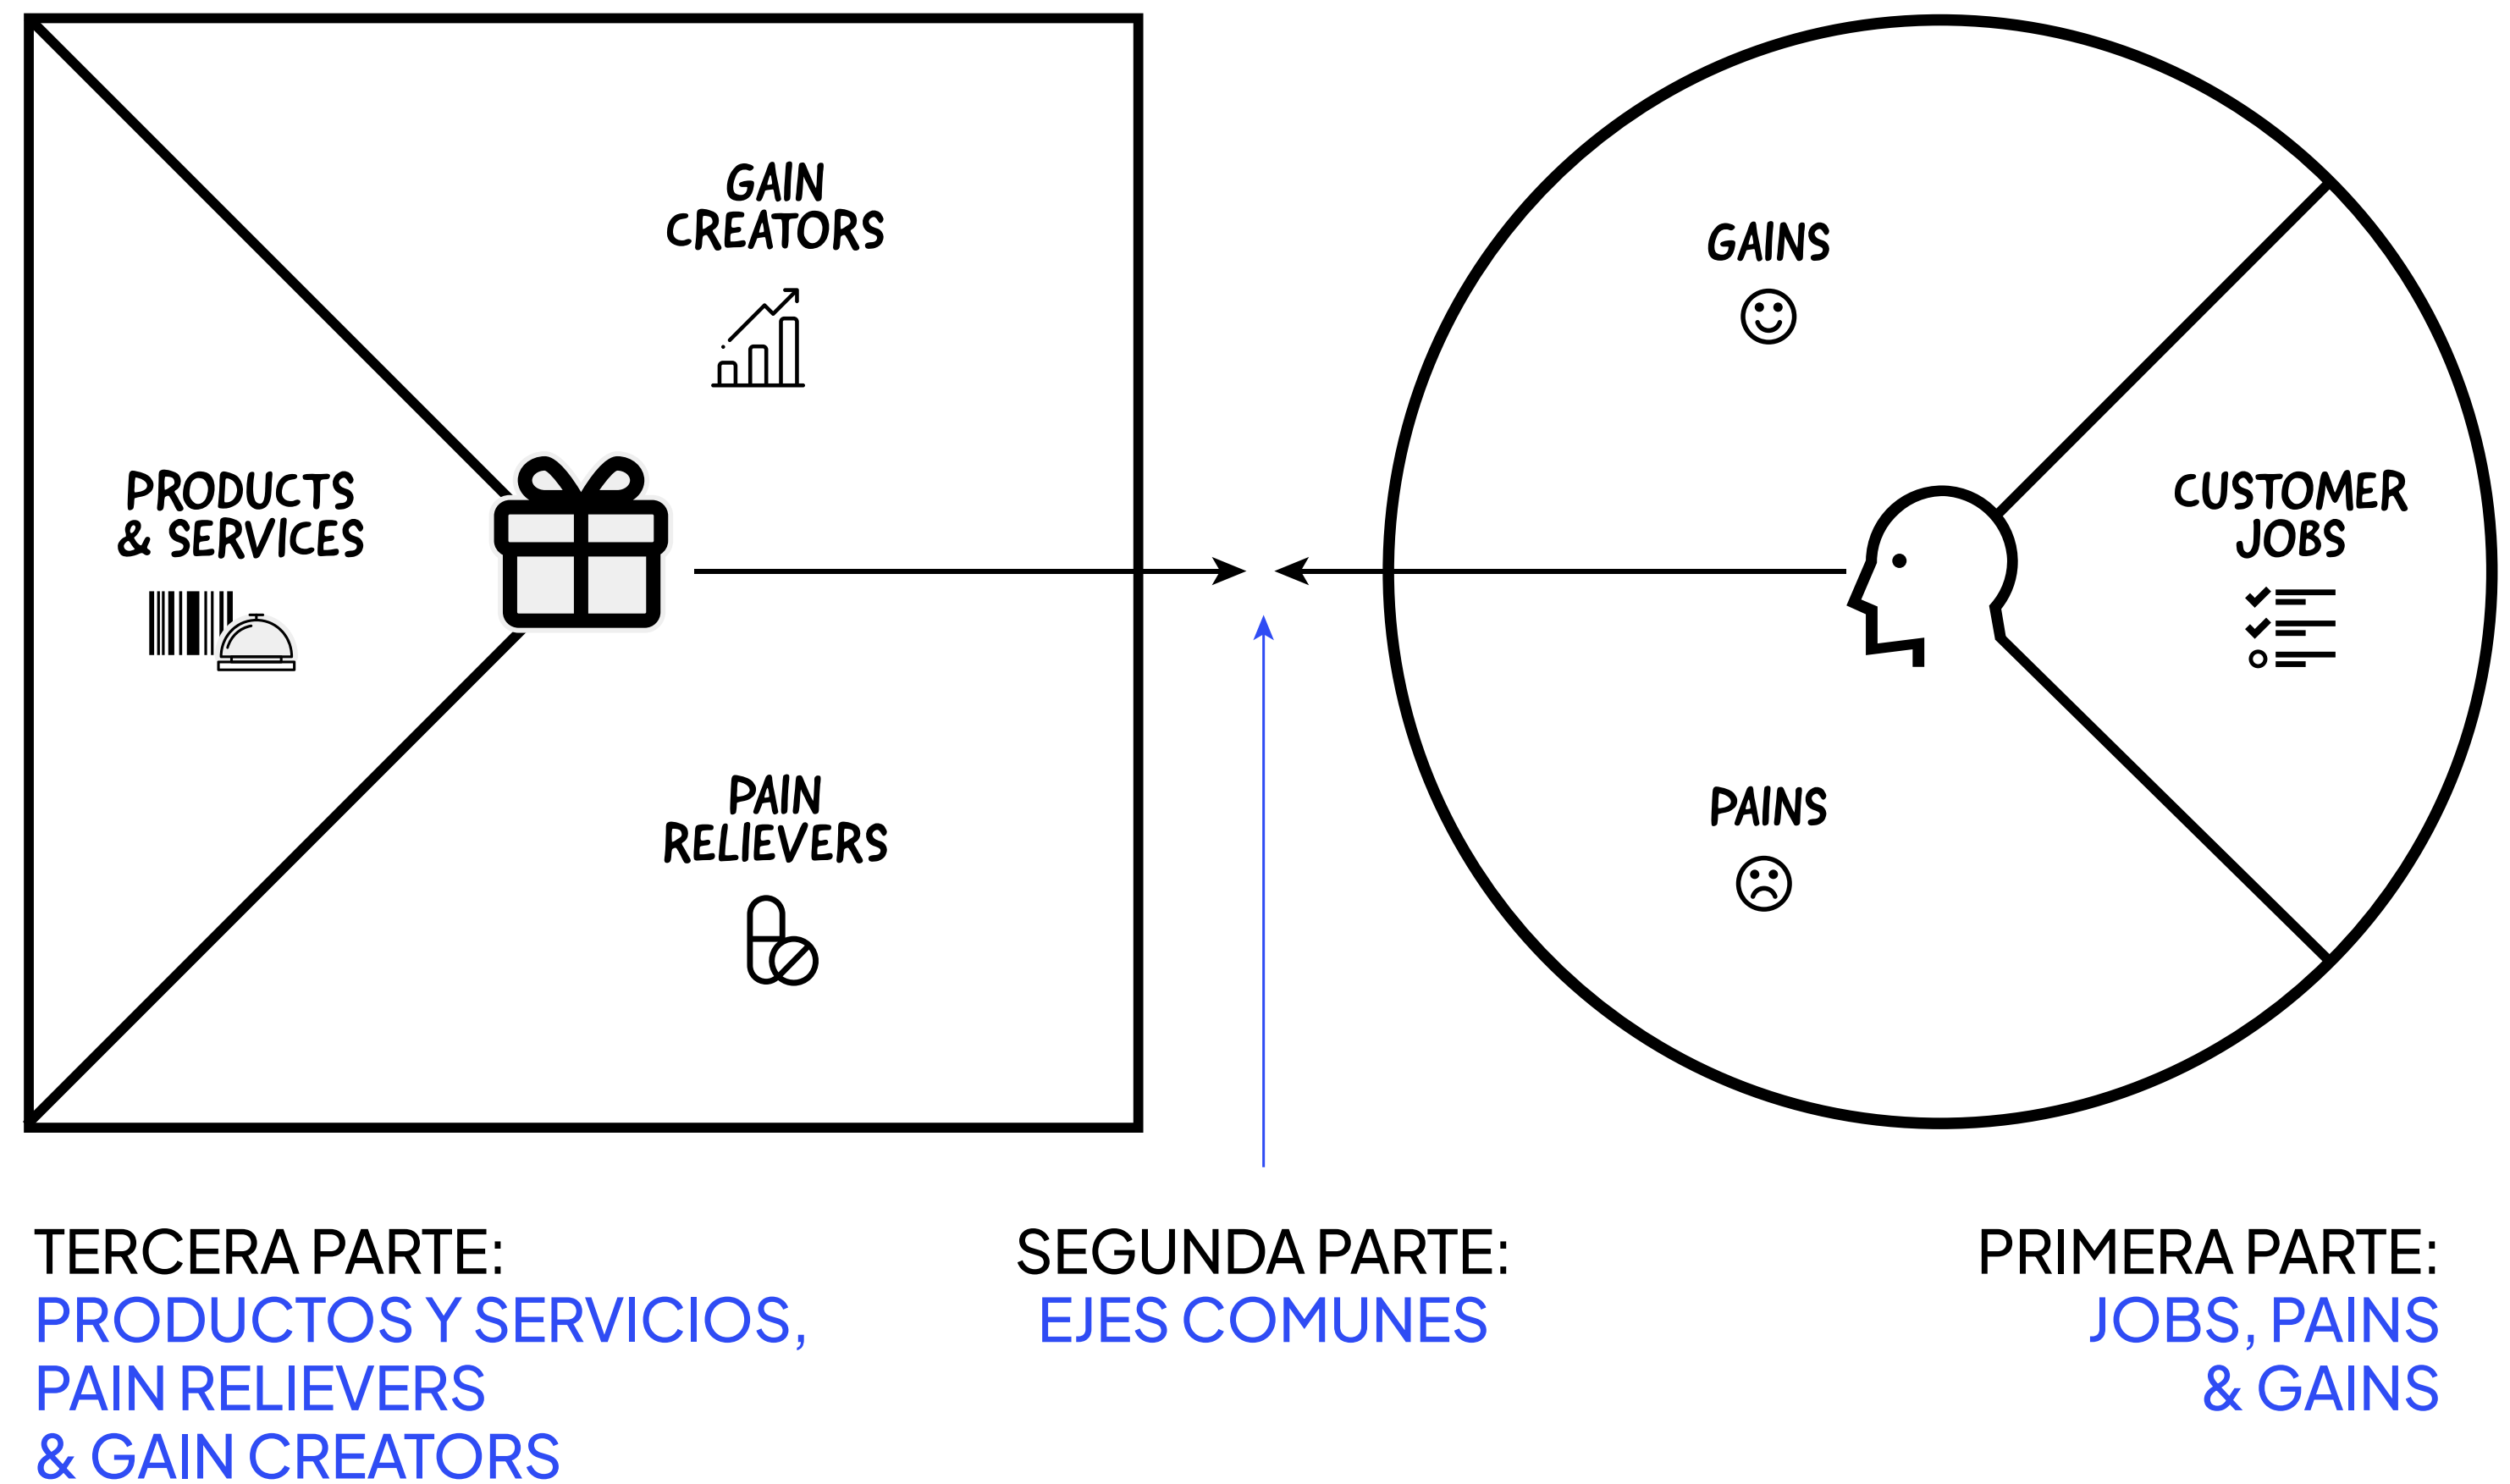 GAIN
CREATORS
PRODUCTS
& SERVICES
PAIN
RELIEVERS
GAINS
CUSTOMER
JOBS
PAINS
TERCERA PARTE:
PRODUCTOS Y SERVICIOS,
PAIN RELIEVERS
& GAIN CREATORS
SEGUNDA PARTE:
EJES COMUNES
PRIMERA PARTE:
JOBS, PAINS
& GAINS